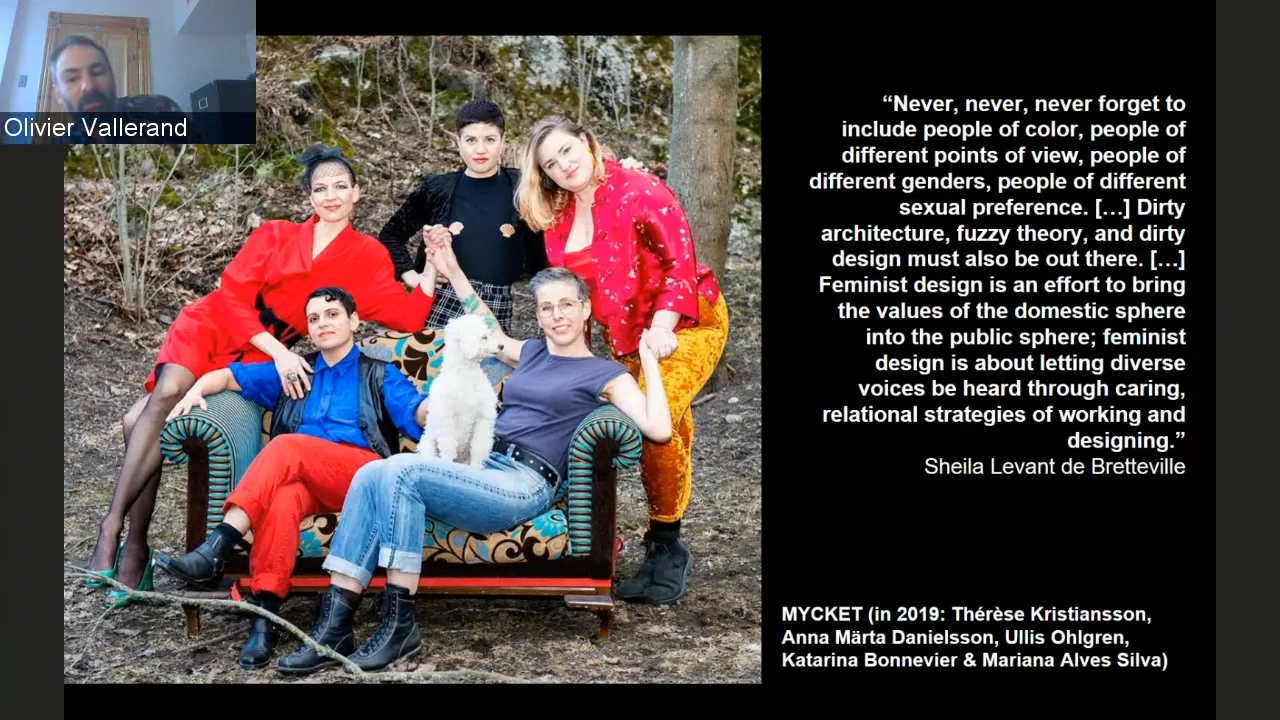 Olivier Vallerand
“Never, never, never forget to
include people of color, people of
different points of view, people of
different genders, people of different
sexual preference. […] Dirty
architecture, fuzzy theory, and dirty
design must also be out there. […]
Feminist design is an effort to bring
the values of the domestic sphere
into the public sphere; feminist
design is about letting diverse
voices be heard through caring,
relational strategies of working and
designing.”
Sheila Levant de Bretteville
MYCKET (in 2019: Thérèse Kristiansson,
Anna Märta Danielsson, Ullis Ohlgren,
Katarina Bonnevier & Mariana Alves Silva)